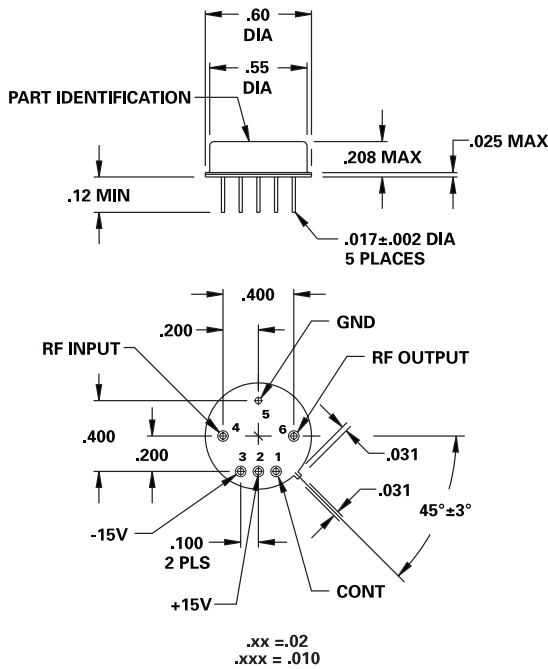 .60
DIA
.55
DIA
PART IDENTIFICATION
.025 MAX
.208 MAX
.12 MIN
.017±.002 DIA
5 PLACES
.400
.200
GND
RF INPUT
RF OUTPUT
5
4
6
.400
.200
3 2 1
.031
.031
45°±3°
-15V
.100
2 PLS
CONT
+15V
.xx =.02
.xxx = .010